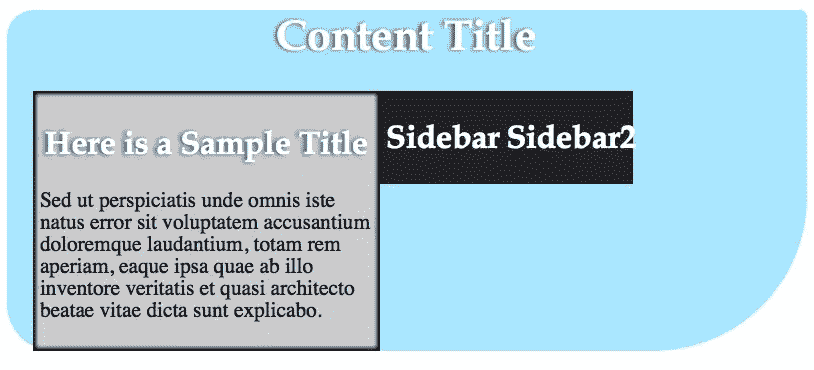 Content Title
Here is a Sample Title
Sidebar Sidebar2
Sed ut perspiciatis unde omnis iste
natus error sit voluptatem accusantium
doloremque laudantium, totam rem
aperiam, eaque ipsa quae ab illo
inventore veritatis et quasi architecto
beatae vitae dicta sunt explicabo.